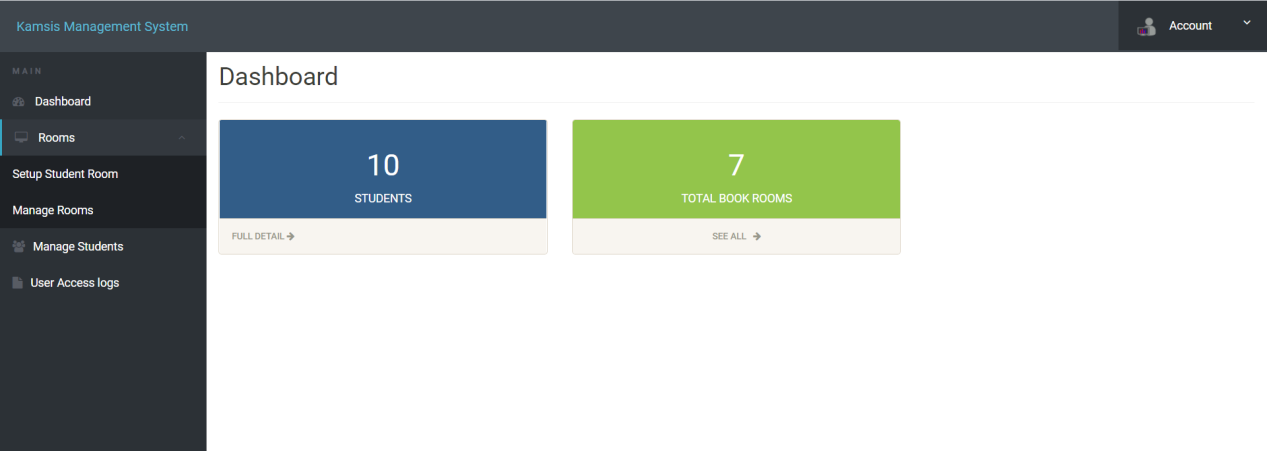 Kamsis Management System
Account
MAIN
Dashboard
Rooms
Setup Student Room
Manage Rooms
Manage Students
User Access logs
Dashboard
10
STUDENTS
FULL DETAIL
7
TOTAL BOOK ROOMS
SEE ALL